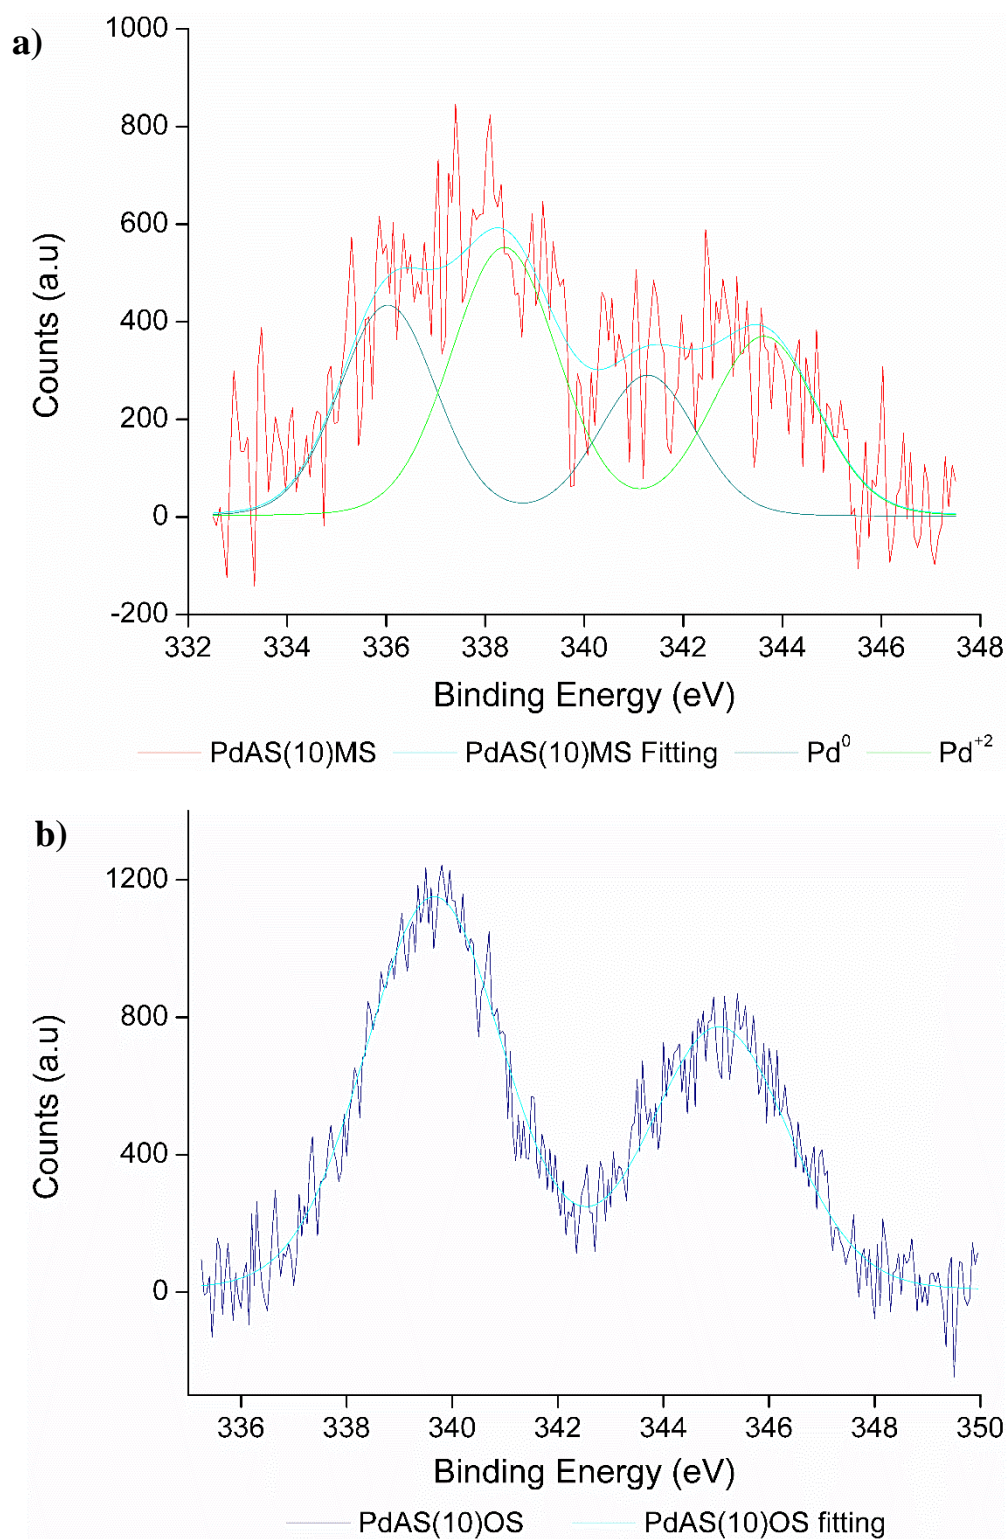 a)
1000
800
600
400
200
0
-200
Counts (a.u)
332 334 336 338 340 342 344 346 348
Binding Energy (eV)
PdAS(10)MS PdAS(10)MS Fitting Pd⁰ Pd⁺²
b)
1200
800
400
0
Counts (a.u)
336 338 340 342 344 346 348 350
Binding Energy (eV)
PdAS(10)OS PdAS(10)OS fitting